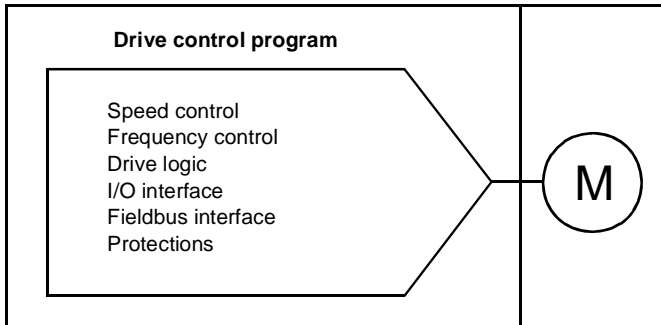 Drive control program
Speed control
Frequency control
Drive logic
I/O interface
Fieldbus interface
Protections
M